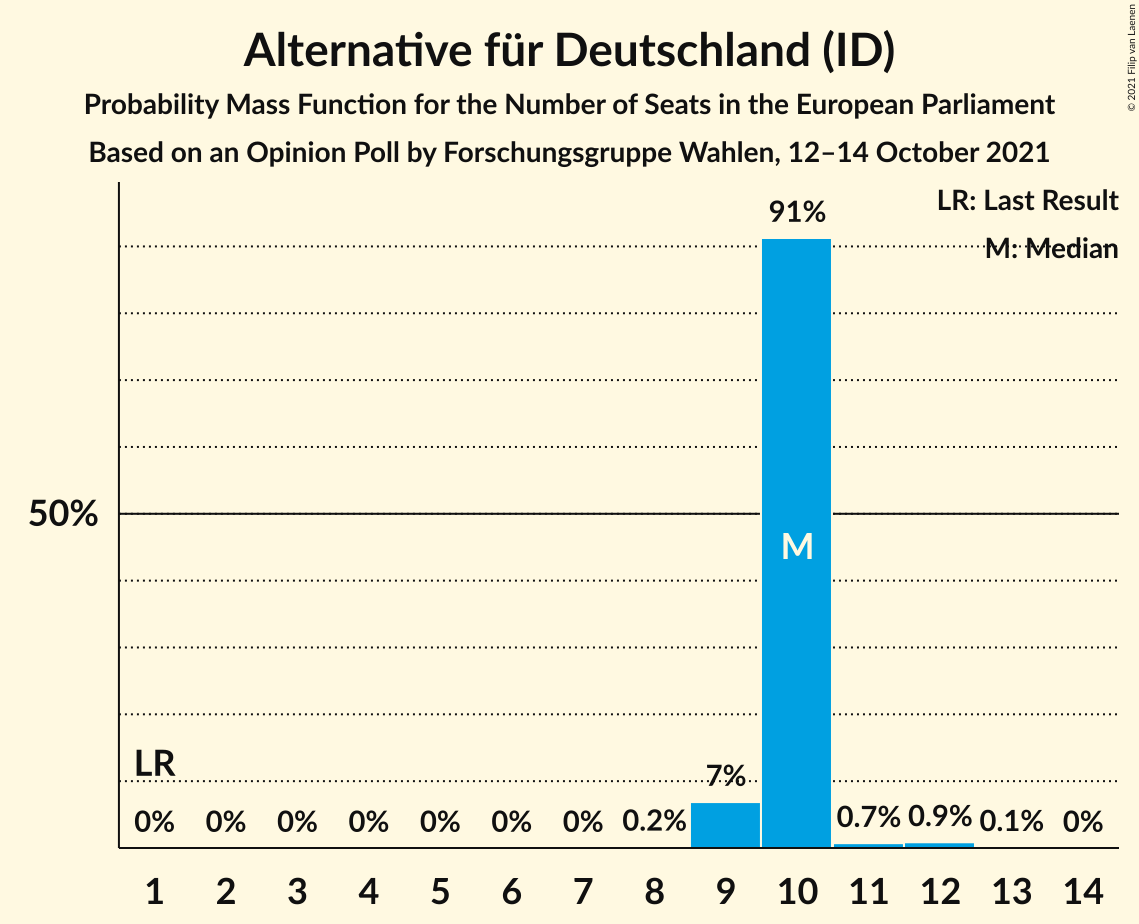 Alternative für Deutschland (ID)
Probability Mass Function for the Number of Seats in the European Parliament
Based on an Opinion Poll by Forschungsgruppe Wahlen, 12–14 October 2021
© 2021 Filip van Laenen
LR: Last Result
M: Median
91%
50%
M
LR
7%
0% 0% 0% 0% 0% 0% 0% 0.2% 0.7% 0.9% 0.1% 0%
1 2 3 4 5 6 7 8 9 10 11 12 13 14